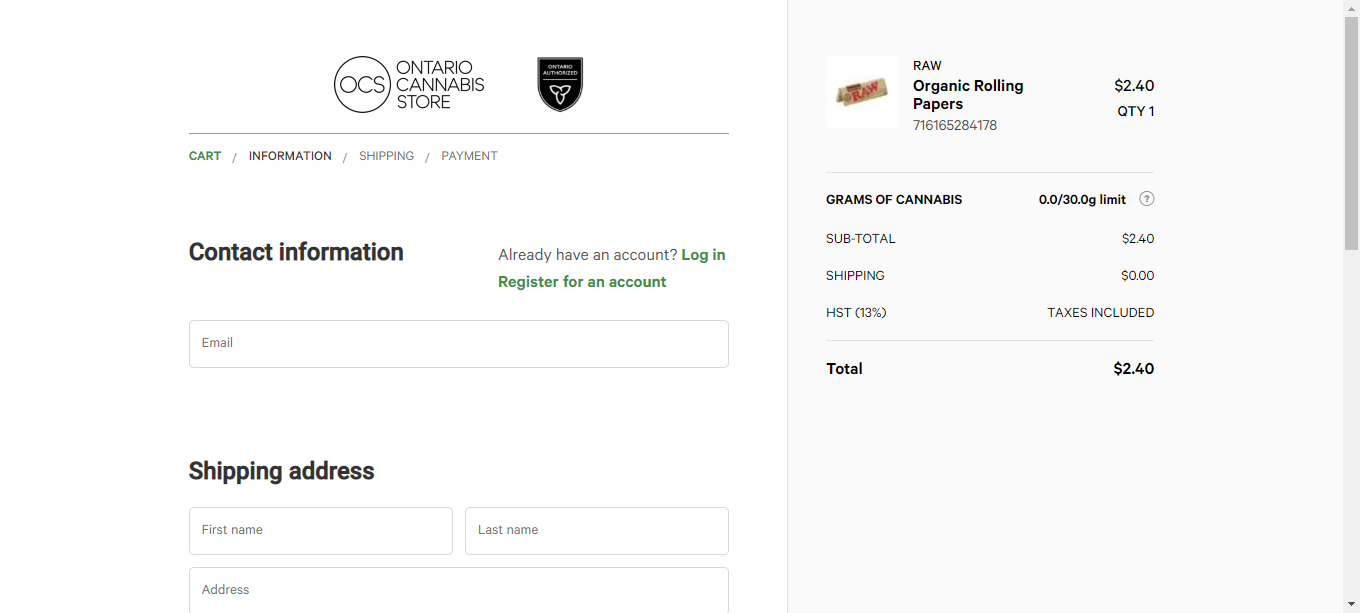 OCS
ONTARIO
CANNABIS
STORE
ONTARIO
AUTHORIZED
CART / INFORMATION / SHIPPING / PAYMENT
Contact information
Already have an account? Log in
Register for an account
Email
Shipping address
First name
Last name
Address
RAW
RAW
Organic Rolling
Papers
716165284178
$2.40
QTY 1
GRAMS OF CANNABIS 0.0/30.0g limit ?
SUB-TOTAL $2.40
SHIPPING $0.00
HST (13%) TAXES INCLUDED
Total $2.40